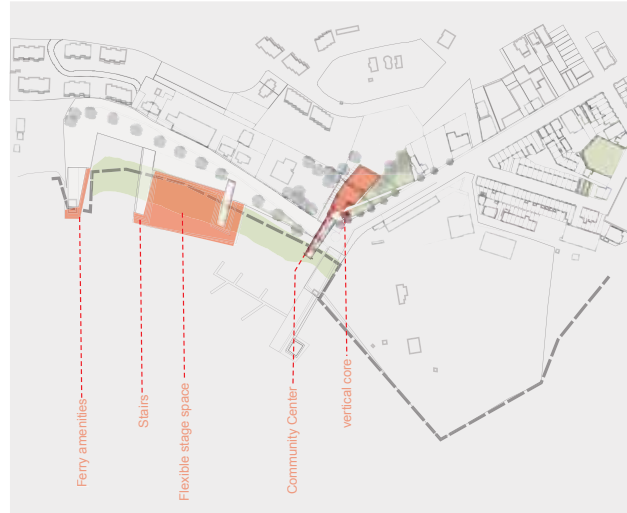 Ferry amenities
Stairs
Flexible stage space
Community Center
vertical core